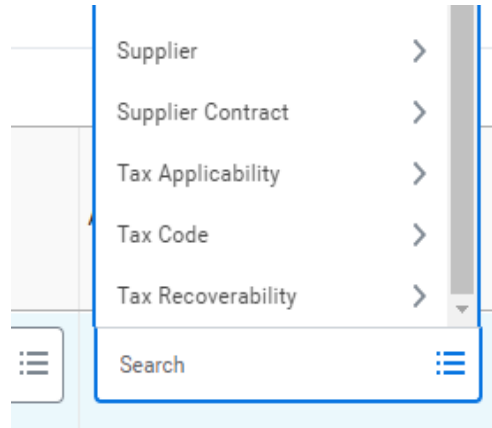 Supplier
Supplier Contract
Tax Applicability
Tax Code
Tax Recoverability
Search